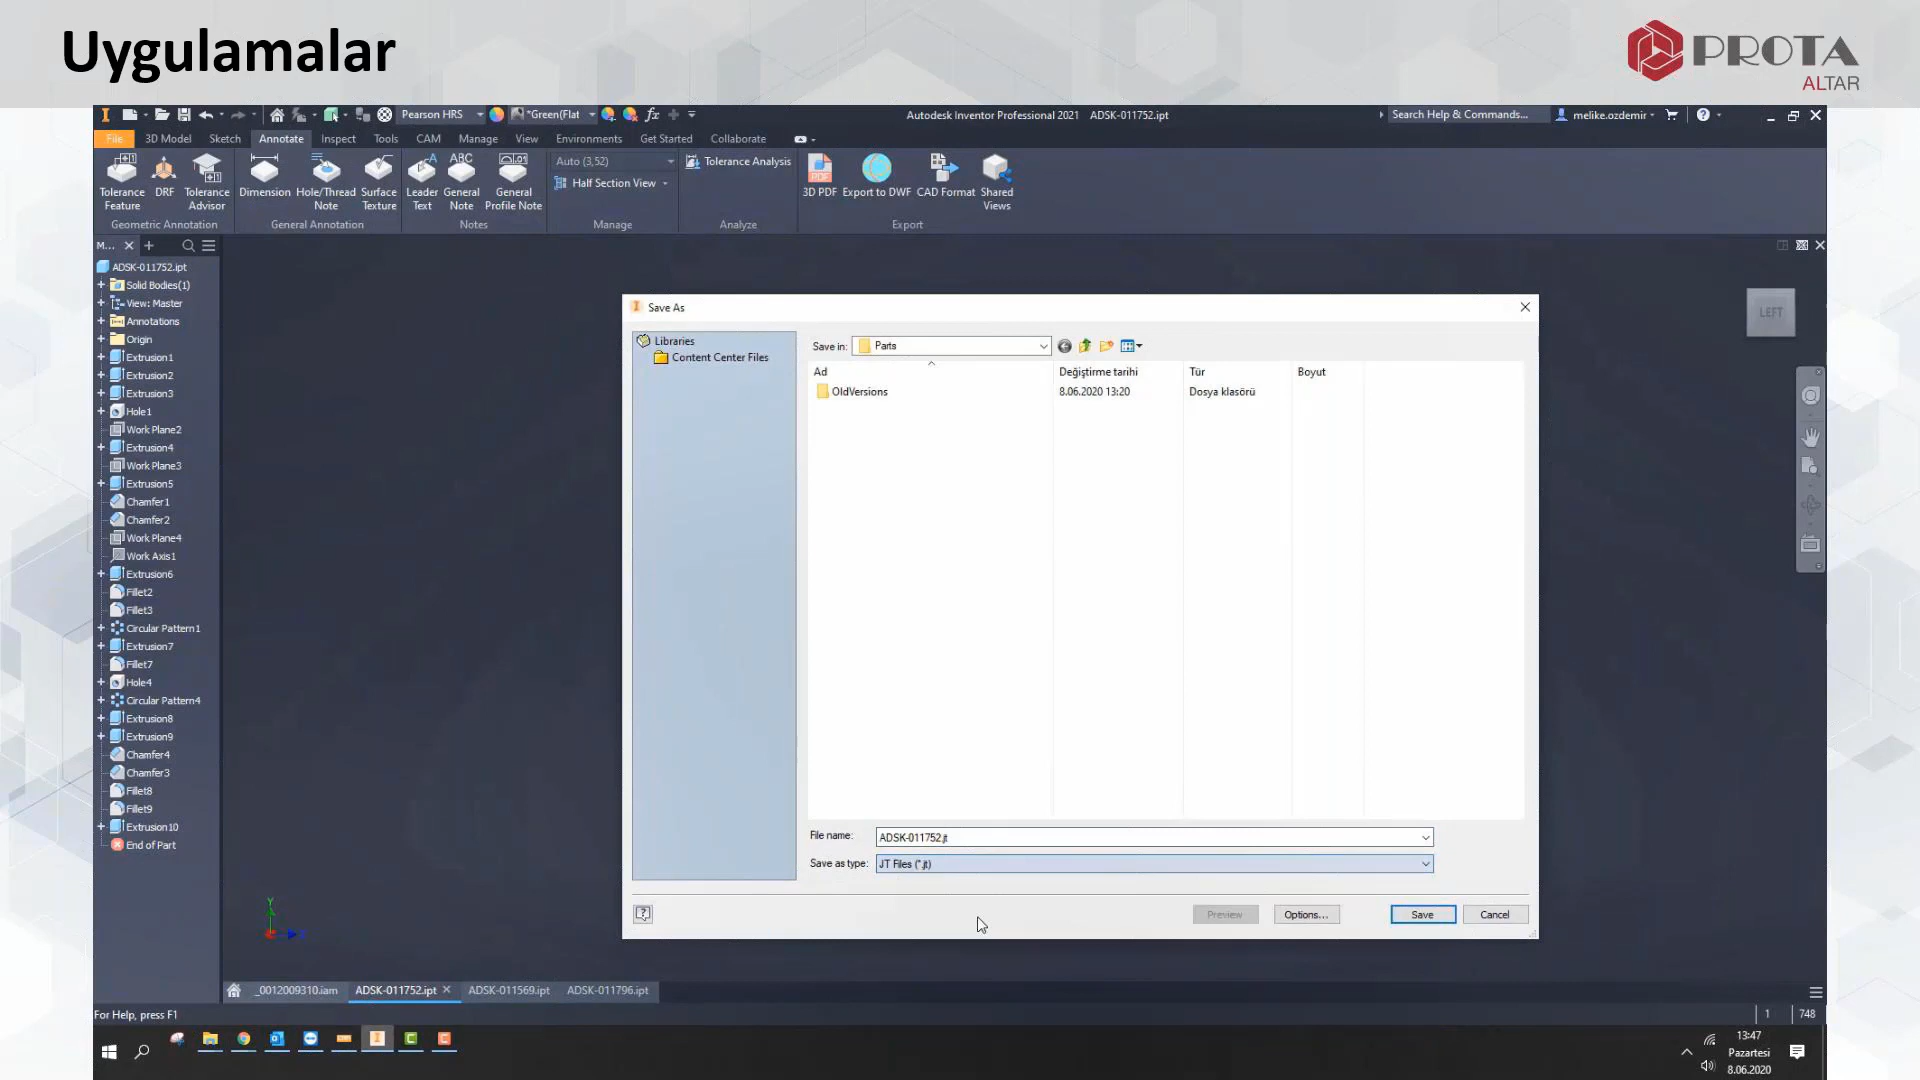 Uygulamalar
PROTA
ALTAR
Pearson HRS
*Green(Flat
Autodesk Inventor Professional 2021 ADSK-011752.ipt
Search Help & Commands...
melike.ozdemir
File 3D Model Sketch Annotate Inspect Tools CAM Manage View Environments Get Started Collaborate
Tolerance Feature
DRF
Tolerance Advisor
Geometric Annotation
Dimension
Hole/Thread Note
Surface Texture
General Annotation
Leader Text
General Note
General Profile Note
Notes
Auto (3,52)
Half Section View
Manage
Tolerance Analysis
Analyze
3D PDF
Export to DWF
CAD Format
Shared Views
Export
M...
ADSK-011752.ipt
Solid Bodies(1)
View: Master
Annotations
Origin
Extrusion1
Extrusion2
Extrusion3
Hole1
Work Plane2
Extrusion4
Work Plane3
Extrusion5
Chamfer1
Chamfer2
Work Plane4
Work Axis1
Extrusion6
Fillet2
Fillet3
Circular Pattern1
Extrusion7
Fillet7
Hole4
Circular Pattern4
Extrusion8
Extrusion9
Chamfer4
Chamfer3
Fillet8
Fillet9
Extrusion10
End of Part
LEFT
Save As
Libraries
Content Center Files
Save in: Parts
Ad Değiştirme tarihi Tür Boyut
OldVersions 8.06.2020 13:20 Dosya klasörü
File name: ADSK-011752.jt
Save as type: JT Files (*.jt)
Preview Options... Save Cancel
Y
_0012009310.iam ADSK-011752.ipt ADSK-011569.ipt ADSK-011796.ipt
For Help, press F1
1 748
13:47
Pazartesi
8.06.2020